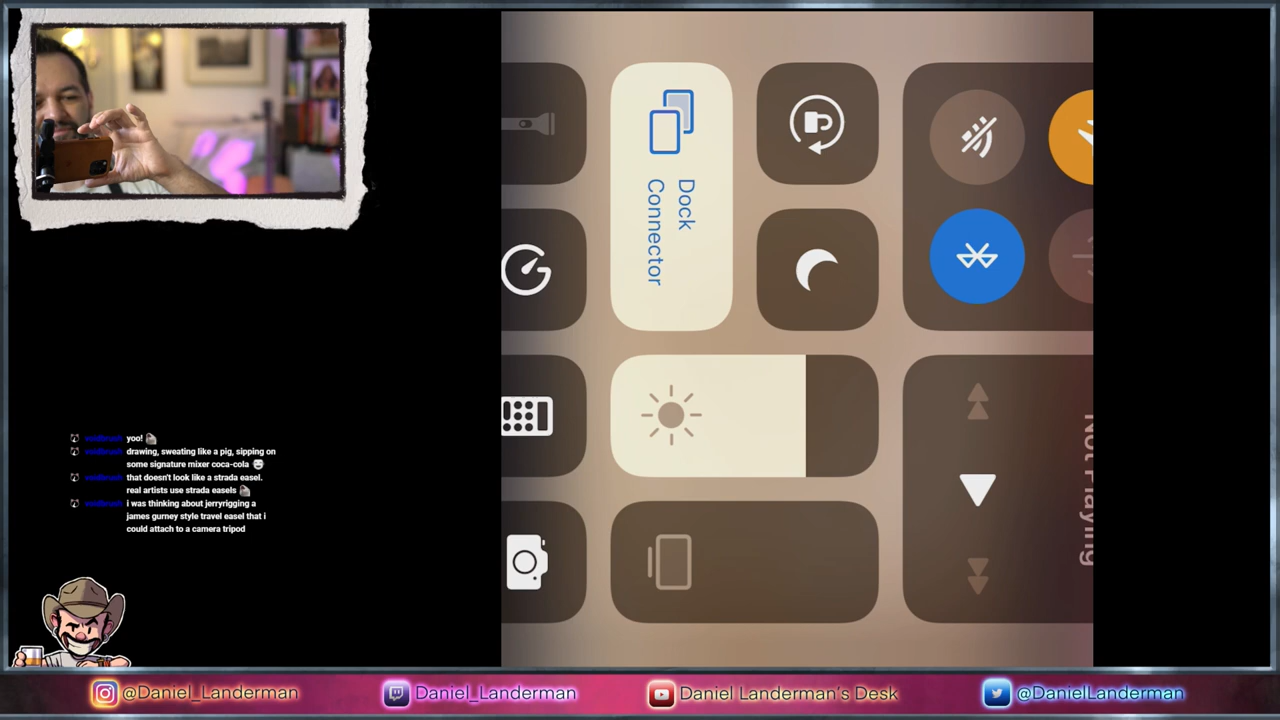 yoo!
drawing, sweating like a pig, sipping on
some signature mixer coca-cola
that doesn't look like a strada easel.
real artists use strada easels
i was thinking about jerryrigging a
james gurney style travel easel that i
could attach to a camera tripod
Dock
Connector
Not Playing
@Daniel_Landerman
Daniel_Landerman
Daniel Landerman's Desk
@DanielLanderman